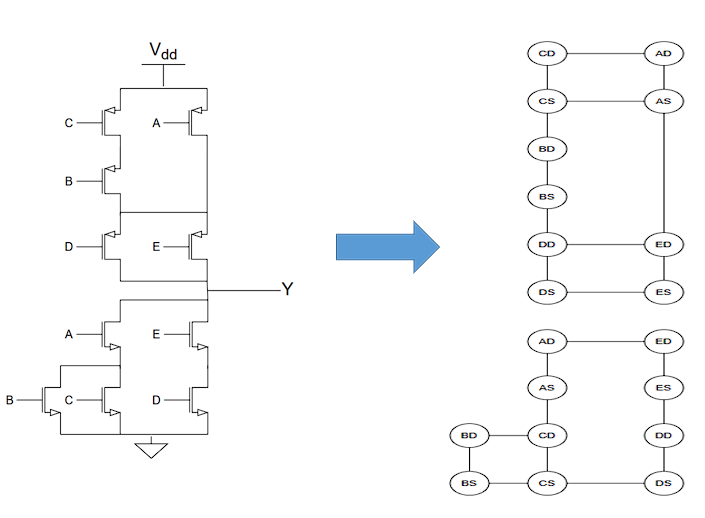 Vdd
C A
B
D E
Y
A E
B C D
CD AD
CS AS
BD
BS
DD ED
DS ES
AD ED
AS ES
BD CD DD
BS CS DS